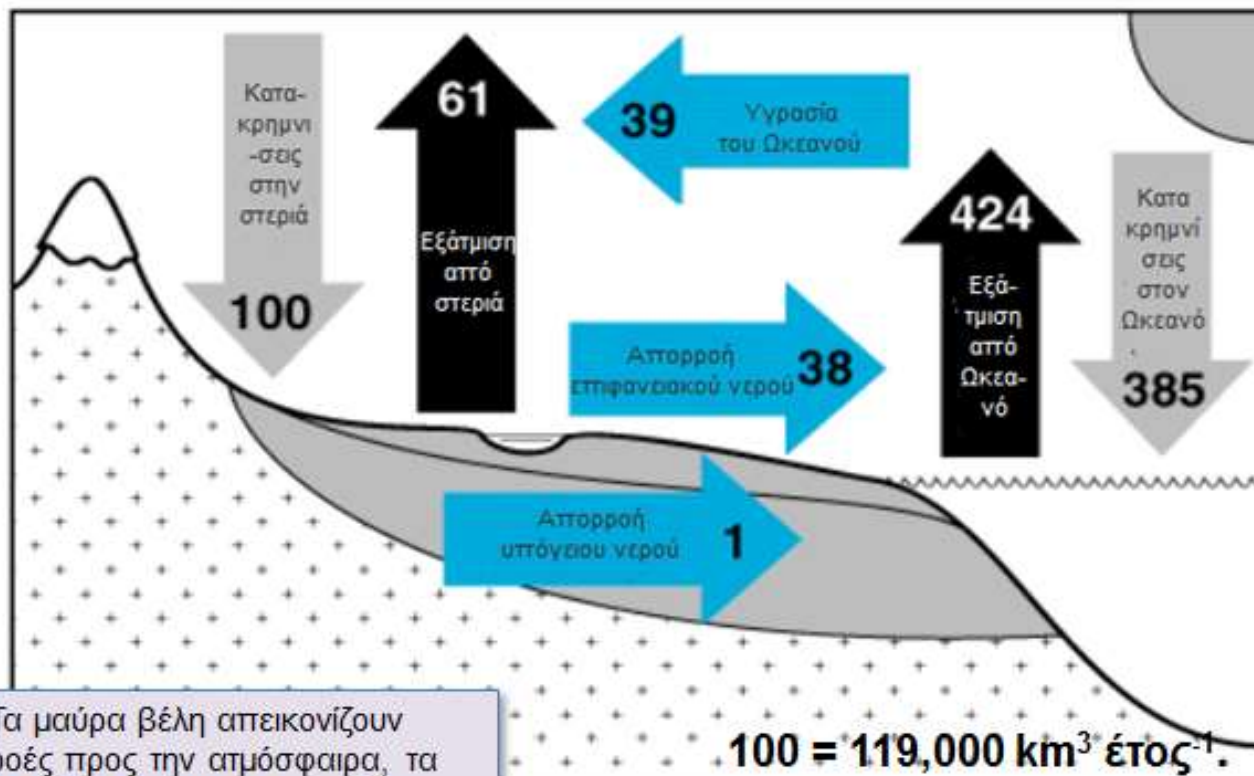 Κατα-
κρημνι
-σεις
στην
στεριά
100
61
Εξάτμιση
από
στεριά
39
Υγρασία
του Ωκεανού
424
Εξά-
τμιση
από
Ωκεα-
νό
Κατα
κρημνί
σεις
στον
Ωκεανό
385
Απορροή
επιφανειακού νερού
38
Απορροή
υπόγειου νερού
1
Τα μαύρα βέλη απεικονίζουν
ροές προς την ατμόσφαιρα, τα
100 = 119,000 km³ έτος⁻¹.